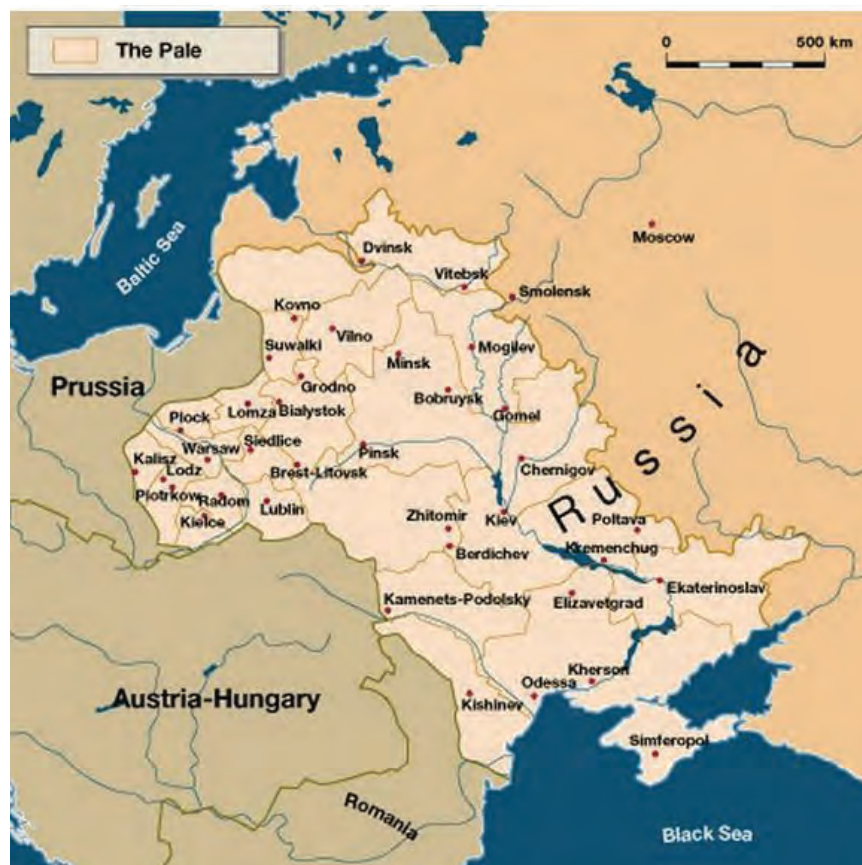 The Pale
0 500 km
Baltic Sea
Moscow
Dvinsk
Vitebsk
Smolensk
Kovno
Vilno
Suwalki
Minsk
Mogilev
Prussia
Grodno
Bobruysk
Gomel
Lomza
Bialystok
Plock
Russia
Warsaw
Siedlice
Pinsk
Kalisz
Lodz
Brest-Litovsk
Chernigov
Piotrkow
Radom
Lublin
Kielce
Zhitomir
Kiev
Poltava
Berdichev
Kremenchug
Ekaterinoslav
Kamenets-Podolsky
Elizavetgrad
Austria-Hungary
Kherson
Odessa
Kishinev
Simferopol
Romania
Black Sea